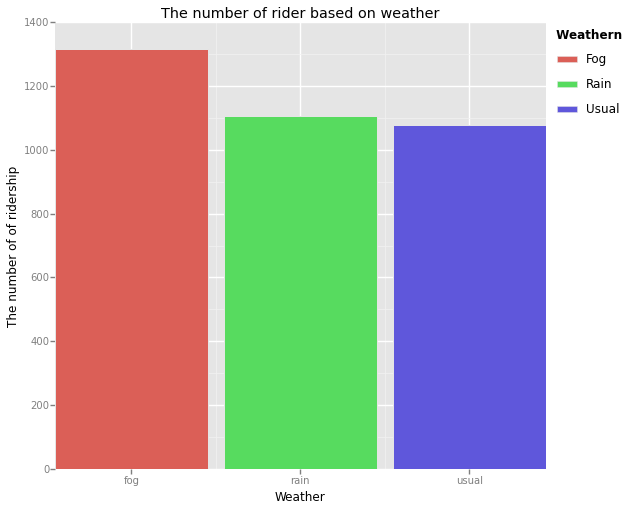 The number of rider based on weather
1400
1200
1000
800
600
400
200
0
The number of of ridership
fog
rain
usual
Weather
Weathern
Fog
Rain
Usual